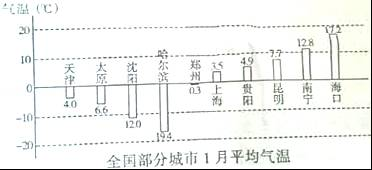 气温 (℃)
20
10
0
-10
-20
天津
太原
沈阳
哈尔滨
郑州
上海
贵阳
昆明
南宁
海口
4.0
6.6
12.0
19.4
0.3
3.5
4.9
7.7
12.8
17.2
全国部分城市1月平均气温